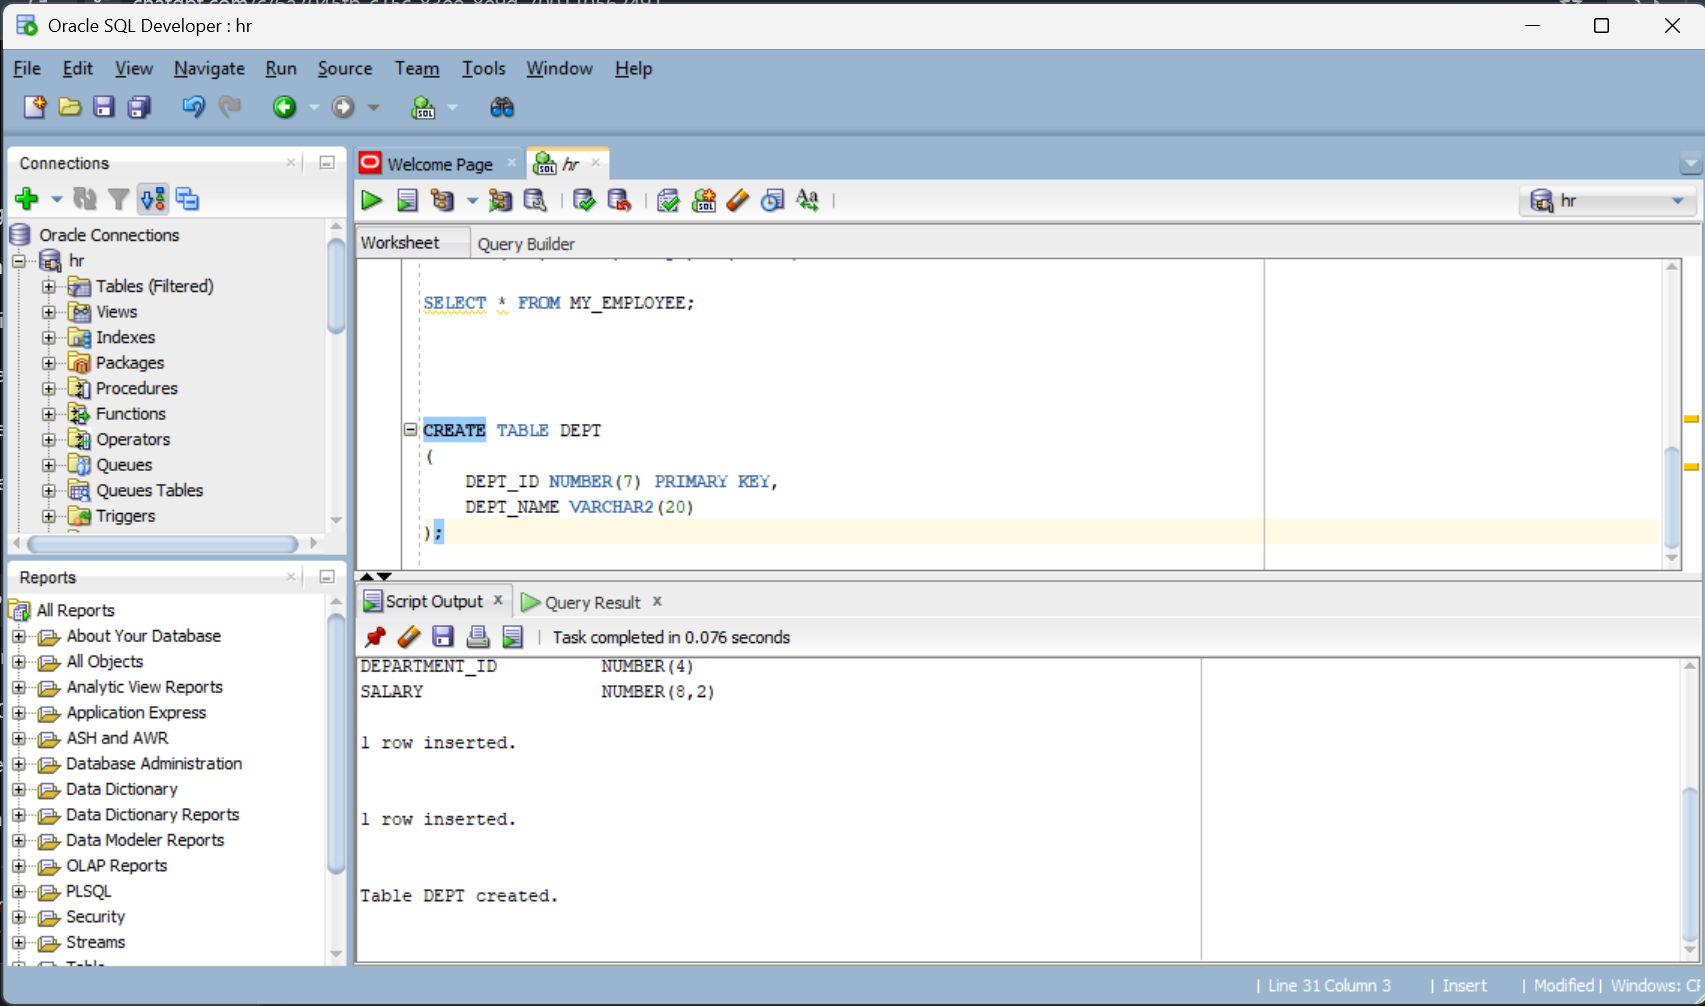 Oracle SQL Developer : hr
File Edit View Navigate Run Source Team Tools Window Help
Connections
Oracle Connections
hr
Tables (Filtered)
Views
Indexes
Packages
Procedures
Functions
Operators
Queues
Queues Tables
Triggers
Reports
All Reports
About Your Database
All Objects
Analytic View Reports
Application Express
ASH and AWR
Database Administration
Data Dictionary
Data Dictionary Reports
Data Modeler Reports
OLAP Reports
PLSQL
Security
Streams
Table
Welcome Page hr
hr
Worksheet Query Builder
SELECT * FROM MY_EMPLOYEE;
CREATE TABLE DEPT
(
DEPT_ID NUMBER(7) PRIMARY KEY,
DEPT_NAME VARCHAR2(20)
);
Script Output Query Result
Task completed in 0.076 seconds
DEPARTMENT_ID NUMBER(4)
SALARY NUMBER(8,2)
1 row inserted.
1 row inserted.
Table DEPT created.
Line 31 Column 3 | Insert | Modified | Windows: